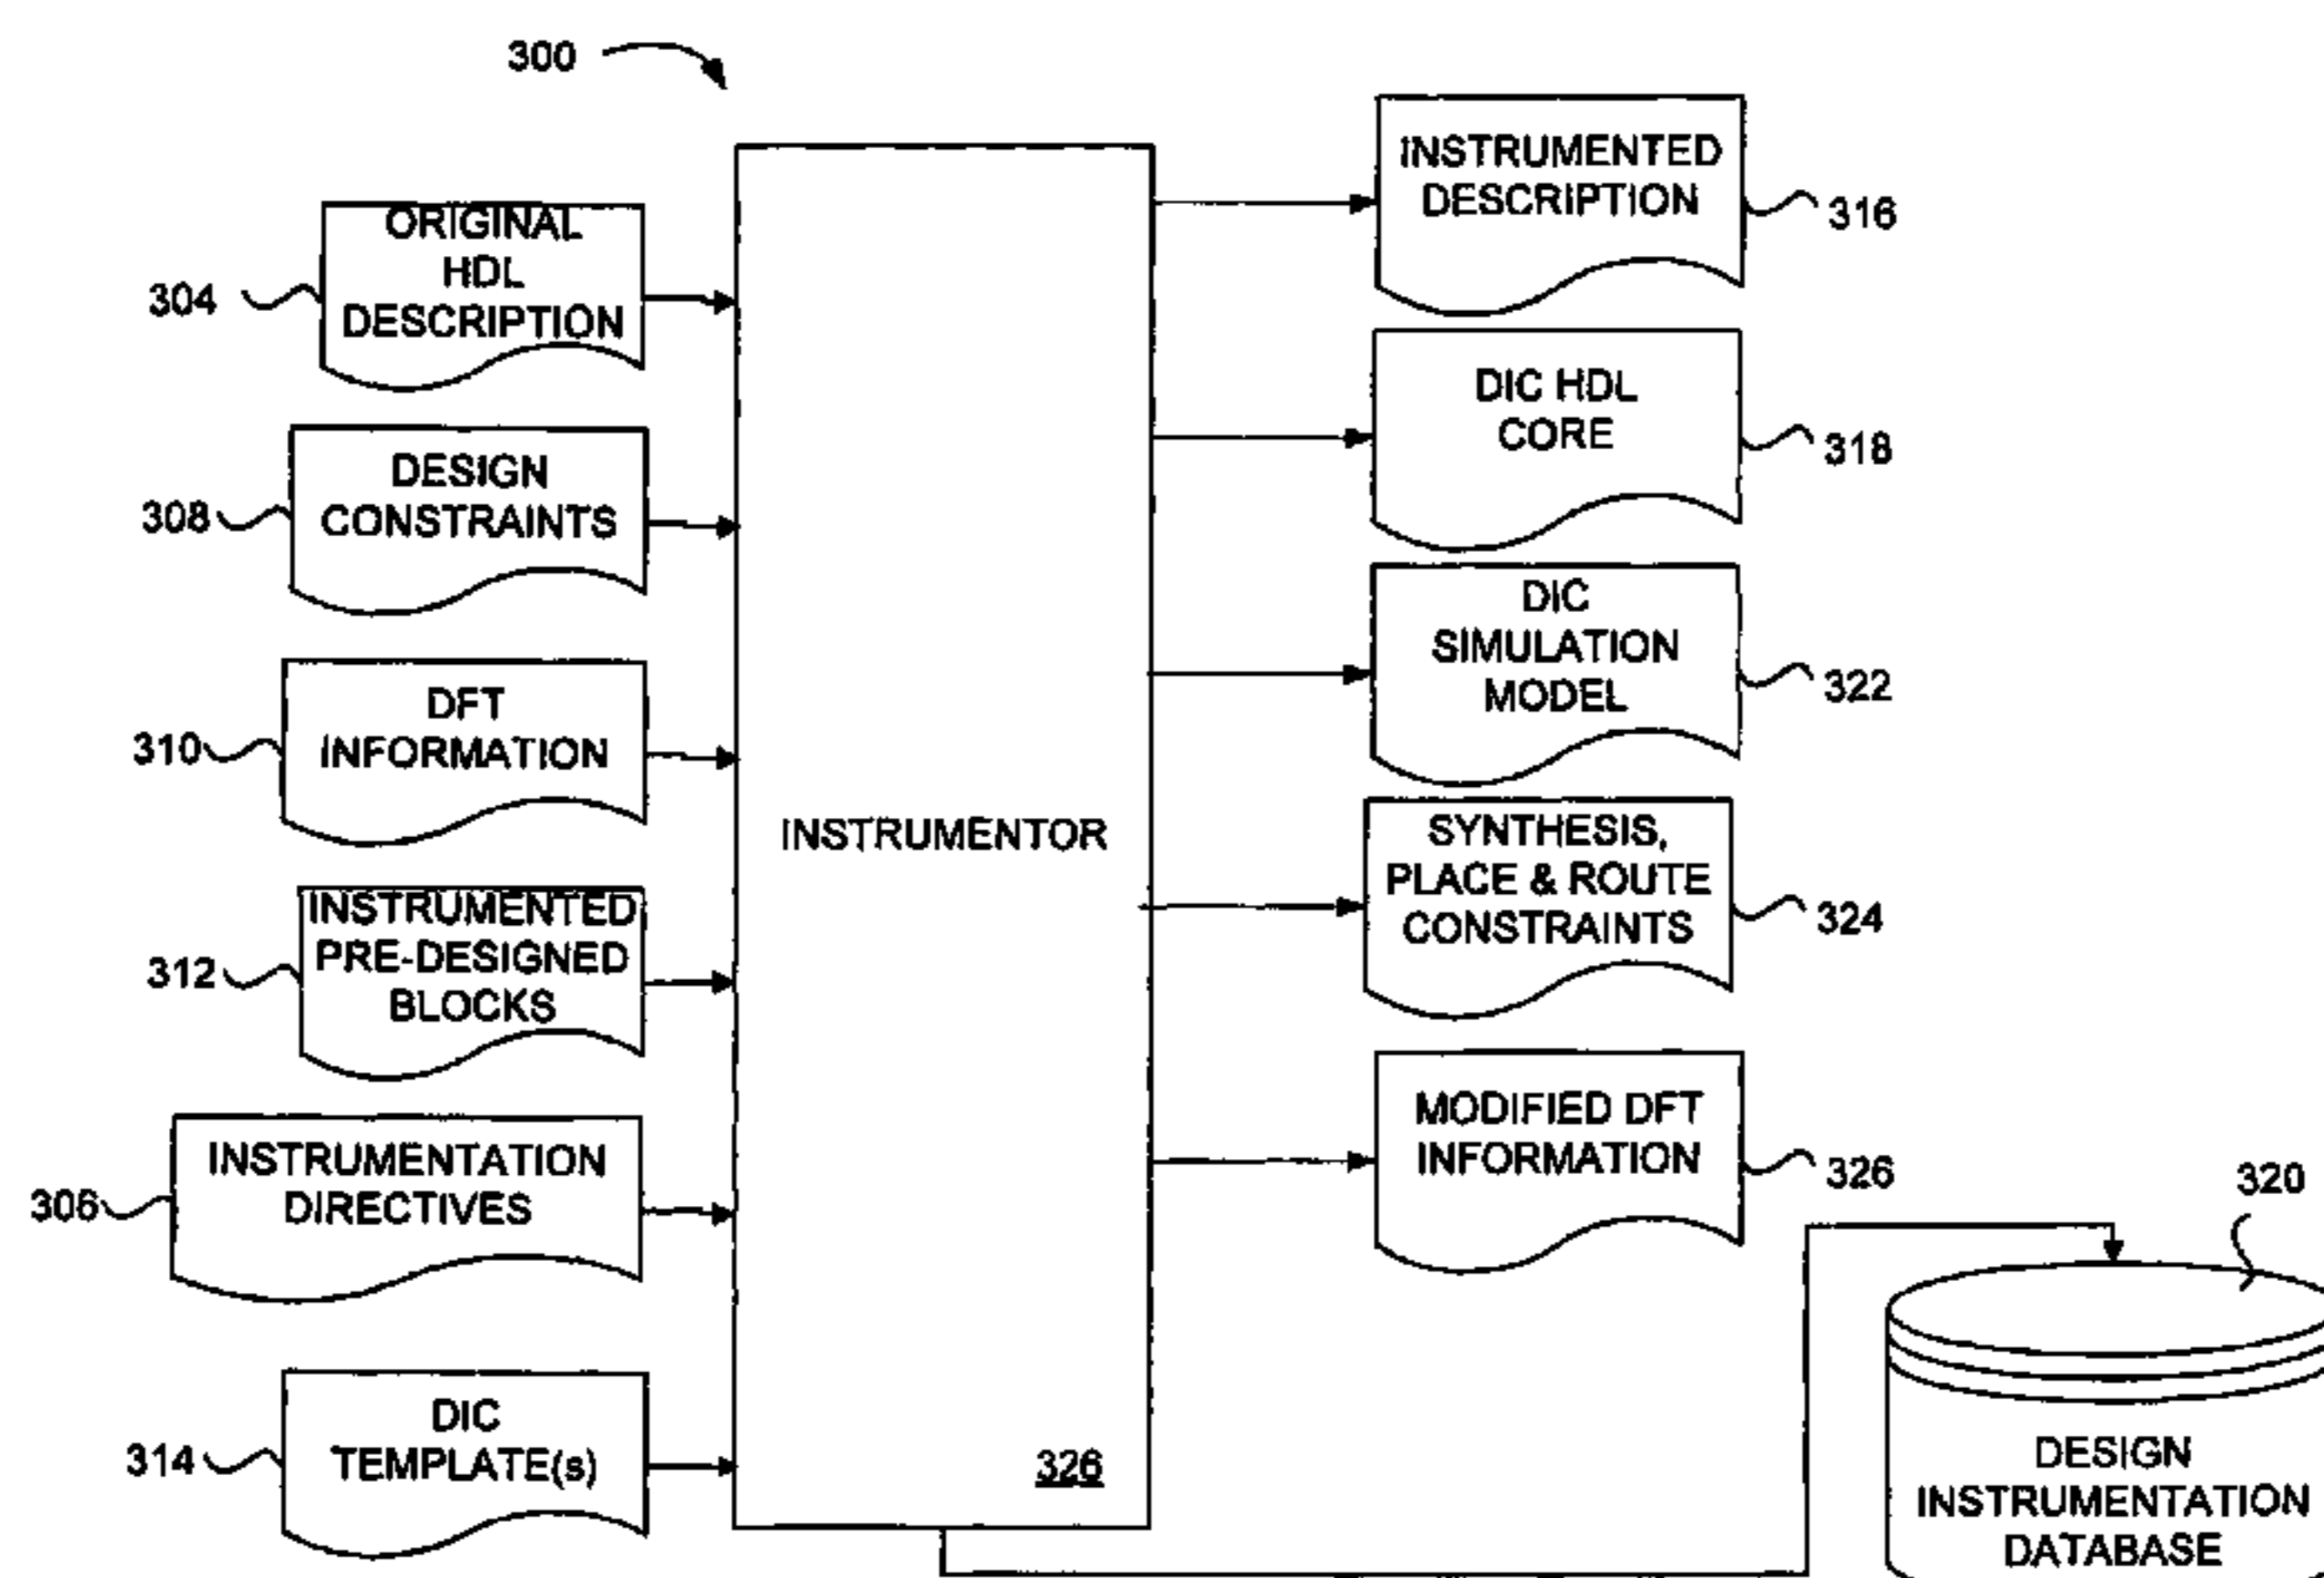 300
ORIGINAL
HDL
DESCRIPTION
304
DESIGN
CONSTRAINTS
308
DFT
INFORMATION
310
INSTRUMENTED
PRE-DESIGNED
BLOCKS
312
INSTRUMENTATION
DIRECTIVES
306
DIC
TEMPLATE(s)
314
INSTRUMENTOR
326
INSTRUMENTED
DESCRIPTION
316
DIC HDL
CORE
318
DIC
SIMULATION
MODEL
322
SYNTHESIS,
PLACE & ROUTE
CONSTRAINTS
324
MODIFIED DFT
INFORMATION
326
320
DESIGN
INSTRUMENTATION
DATABASE